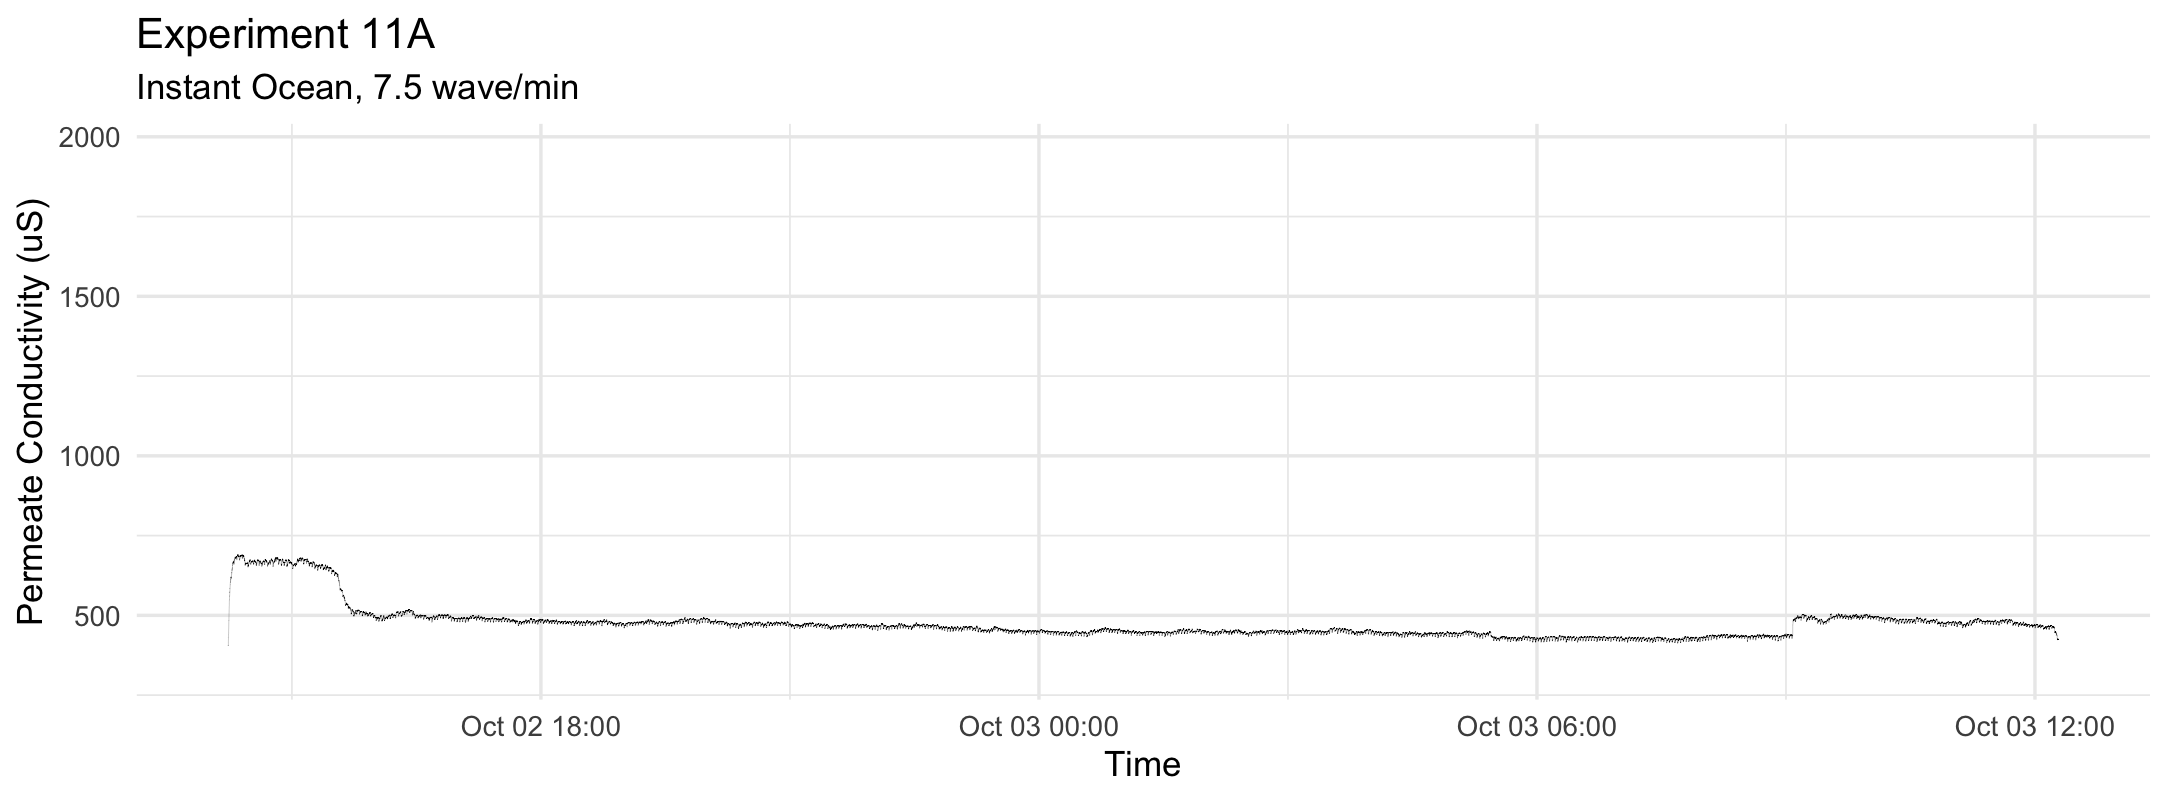 Experiment 11A
Instant Ocean, 7.5 wave/min
Permeate Conductivity (uS)
2000
1500
1000
500
Oct 02 18:00
Oct 03 00:00
Oct 03 06:00
Oct 03 12:00
Time